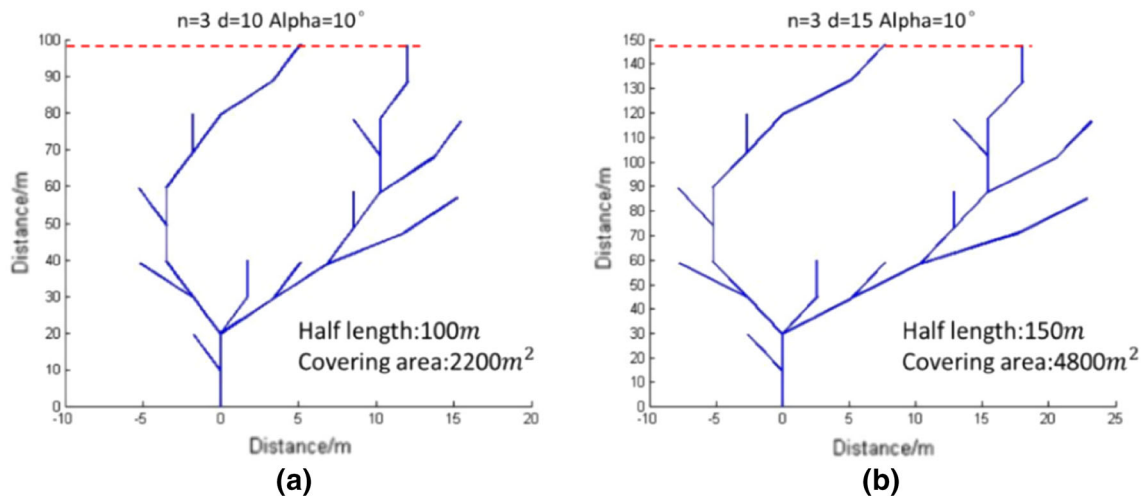 n=3 d=10 Alpha=10°
100
90
80
70
60
50
40
30
20
10
0
-10 -5 0 5 10 15 20
Distance/m
Distance/m
Half length:100m
Covering area:2200m²
(a)
n=3 d=15 Alpha=10°
150
140
130
120
110
100
90
80
70
60
50
40
30
20
10
0
-10 -5 0 5 10 15 20 25
Distance/m
Distance/m
Half length:150m
Covering area:4800m²
(b)